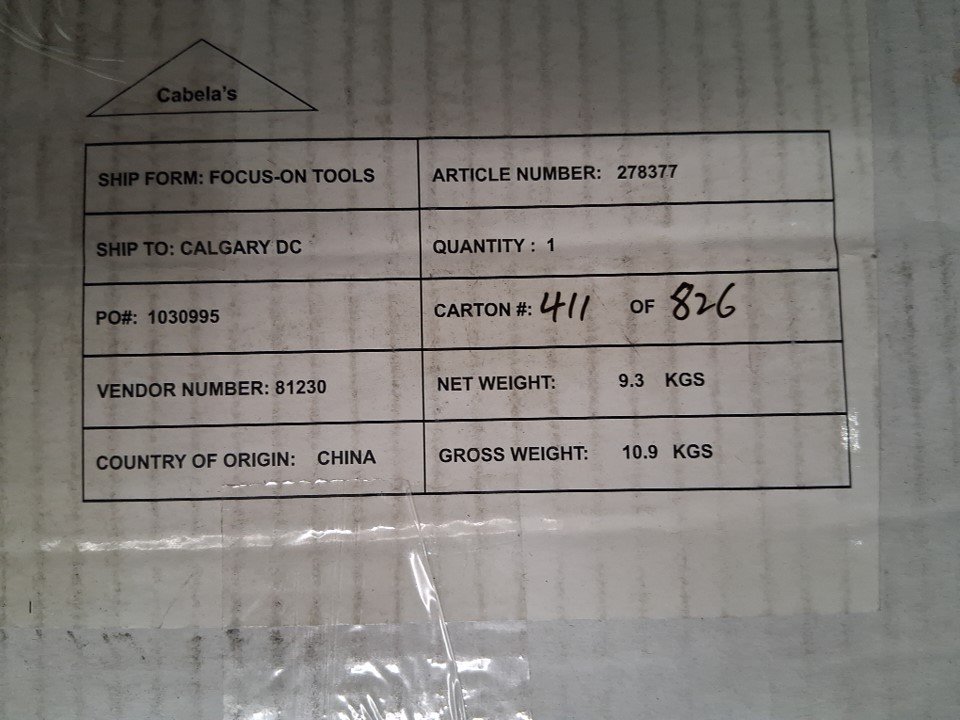 Cabela's
SHIP FORM: FOCUS-ON TOOLS
ARTICLE NUMBER: 278377
SHIP TO: CALGARY DC
QUANTITY : 1
PO#: 1030995
CARTON #: 411 OF 826
VENDOR NUMBER: 81230
NET WEIGHT: 9.3 KGS
COUNTRY OF ORIGIN: CHINA
GROSS WEIGHT: 10.9 KGS